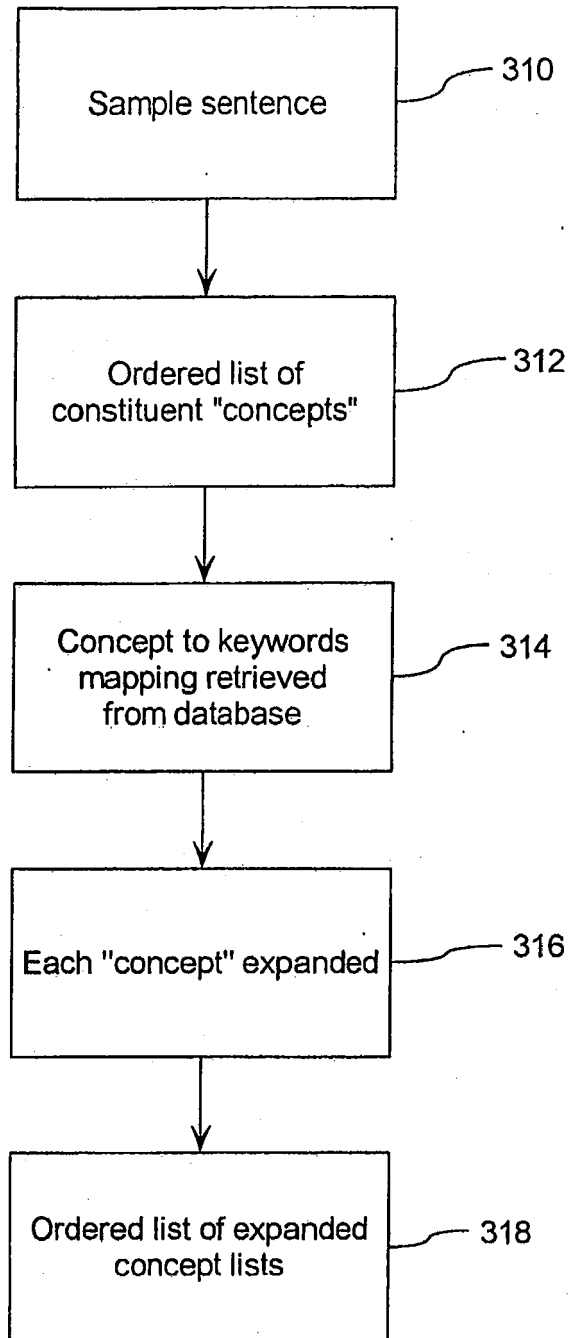 Sample sentence
310
Ordered list of
constituent "concepts"
312
Concept to keywords
mapping retrieved
from database
314
Each "concept" expanded
316
Ordered list of expanded
concept lists
318